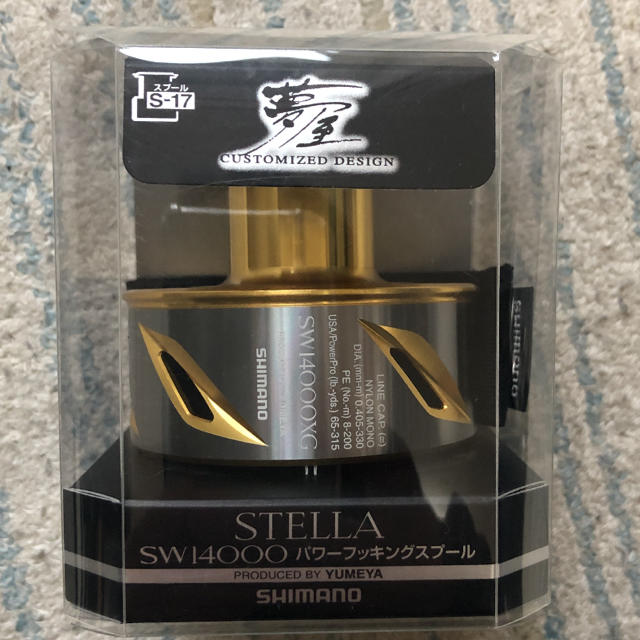 スプール
S-17
夢屋
CUSTOMIZED DESIGN
SW14000XG
SHIMANO
LINE CAP.(m)
NYLON MONO
DIA.(mm-m) 0.405-330
PE (No.-m) 8-200
USA/PowerPro (lb.-yds.) 65-315
SHIMANO
STELLA
SW14000 パワーフッキングスプール
PRODUCED BY YUMEYA
SHIMANO